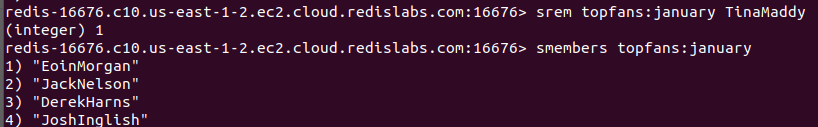 redis-16676.c10.us-east-1-2.ec2.cloud.redislabs.com:16676> srem topfans:january TinaMaddy
(integer) 1
redis-16676.c10.us-east-1-2.ec2.cloud.redislabs.com:16676> smembers topfans:january
1) "EoinMorgan"
2) "JackNelson"
3) "DerekHarns"
4) "JoshInglish"